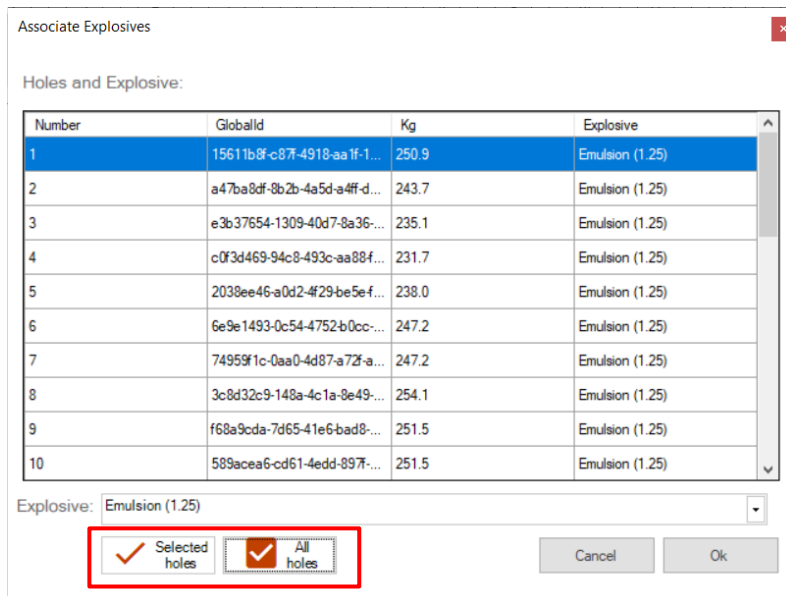 Associate Explosives
Holes and Explosive:
Number GlobalId Kg Explosive
1 15611b8f-c87f-4918-aa1f-1... 250.9 Emulsion (1.25)
2 a47ba8df-8b2b-4a5d-a4ff-d... 243.7 Emulsion (1.25)
3 e3b37654-1309-40d7-8a36-... 235.1 Emulsion (1.25)
4 c0f3d469-94c8-493c-aa88-f... 231.7 Emulsion (1.25)
5 2038ee46-a0d2-4f29-be5e-f... 238.0 Emulsion (1.25)
6 6e9e1493-0c54-4752-b0cc-... 247.2 Emulsion (1.25)
7 74959f1c-0aa0-4d87-a72f-a... 247.2 Emulsion (1.25)
8 3c8d32c9-148a-4c1a-8e49-... 254.1 Emulsion (1.25)
9 f68a9cda-7d65-41e6-bad8-... 251.5 Emulsion (1.25)
10 589acea6-cd61-4edd-897f-... 251.5 Emulsion (1.25)
Explosive: Emulsion (1.25)
Selected
holes
All
holes
Cancel
Ok